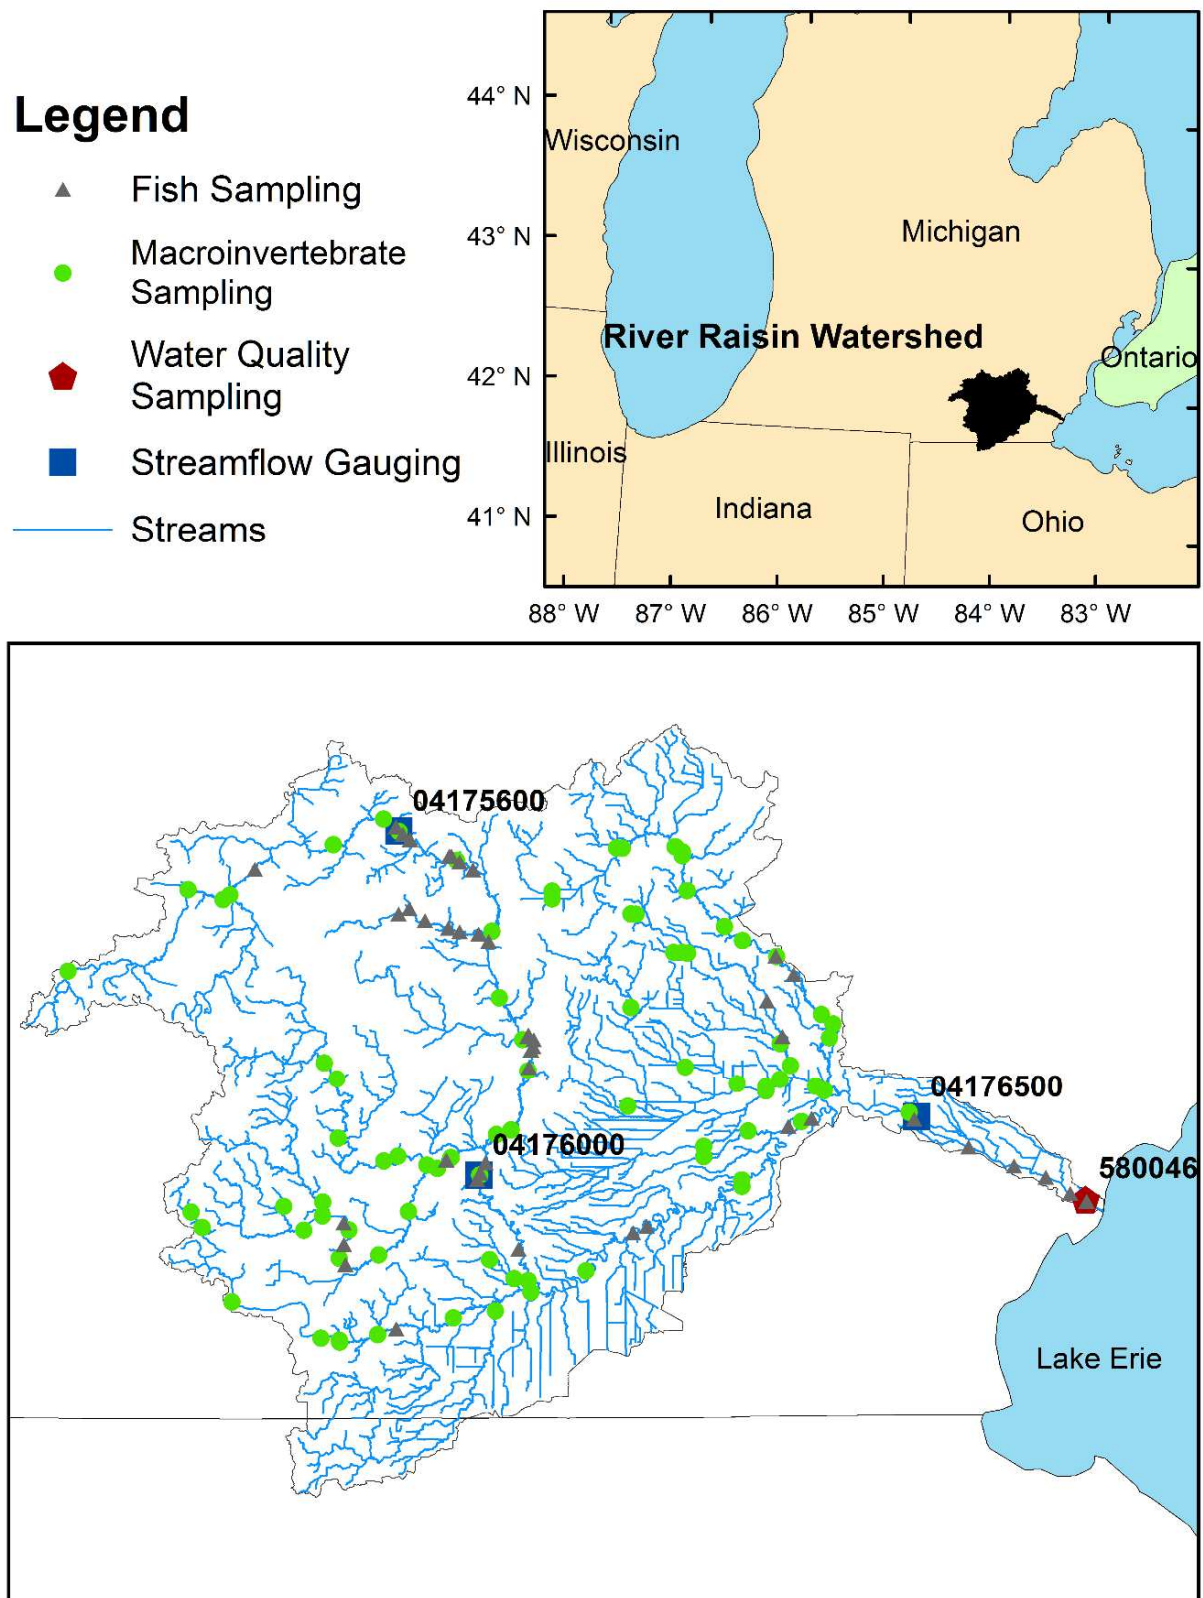 Legend
Fish Sampling
Macroinvertebrate
Sampling
Water Quality
Sampling
Streamflow Gauging
Streams
44° N
43° N
42° N
41° N
Wisconsin
Michigan
River Raisin Watershed
Ontario
Illinois
Indiana
Ohio
88° W 87° W 86° W 85° W 84° W 83° W
04175600
04176500
04176000
580046
Lake Erie